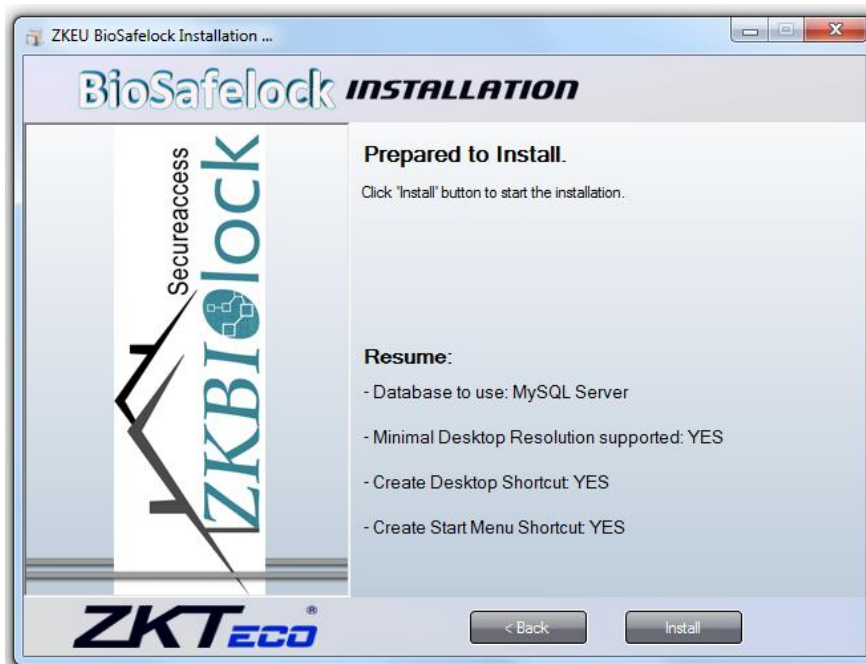 ZKEU BioSafelock Installation ...
BioSafelock INSTALLATION
Secureaccess
ZKBIOlock
Prepared to Install.
Click 'Install' button to start the installation.
Resume:
- Database to use: MySQL Server
- Minimal Desktop Resolution supported: YES
- Create Desktop Shortcut: YES
- Create Start Menu Shortcut: YES
ZKTECO ®
< Back
Install